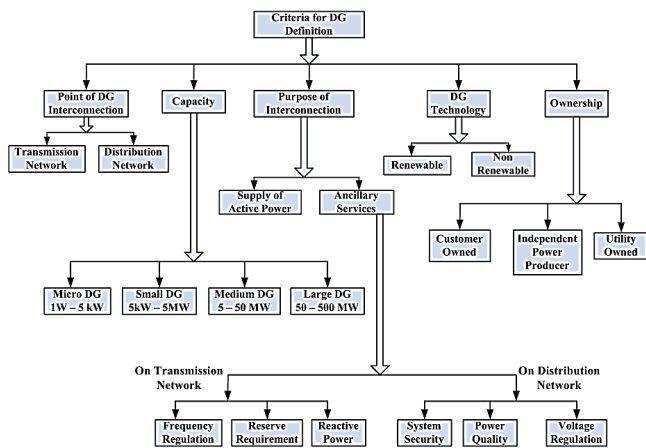 Criteria for DG
Definition
Point of DG
Interconnection
Capacity
Purpose of
Interconnection
DG
Technology
Ownership
Transmission
Network
Distribution
Network
Renewable
Non
Renewable
Supply of
Active Power
Ancillary
Services
Customer
Owned
Independent
Power
Producer
Utility
Owned
Micro DG
1W – 5 kW
Small DG
5kW – 5MW
Medium DG
5 – 50 MW
Large DG
50 – 500 MW
On Transmission
Network
On Distribution
Network
Frequency
Regulation
Reserve
Requirement
Reactive
Power
System
Security
Power
Quality
Voltage
Regulation